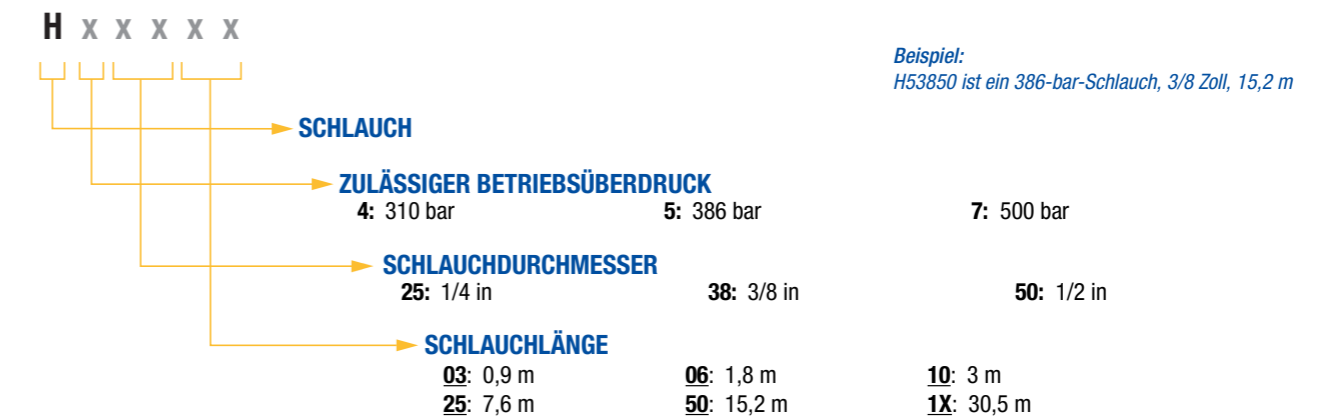 H x x x x x
Beispiel:
H53850 ist ein 386-bar-Schlauch, 3/8 Zoll, 15,2 m
SCHLAUCH
ZULÄSSIGER BETRIEBSÜBERDRUCK
4: 310 bar 5: 386 bar 7: 500 bar
SCHLAUCHDURCHMESSER
25: 1/4 in 38: 3/8 in 50: 1/2 in
SCHLAUCHLÄNGE
03: 0,9 m 06: 1,8 m 10: 3 m
25: 7,6 m 50: 15,2 m 1X: 30,5 m